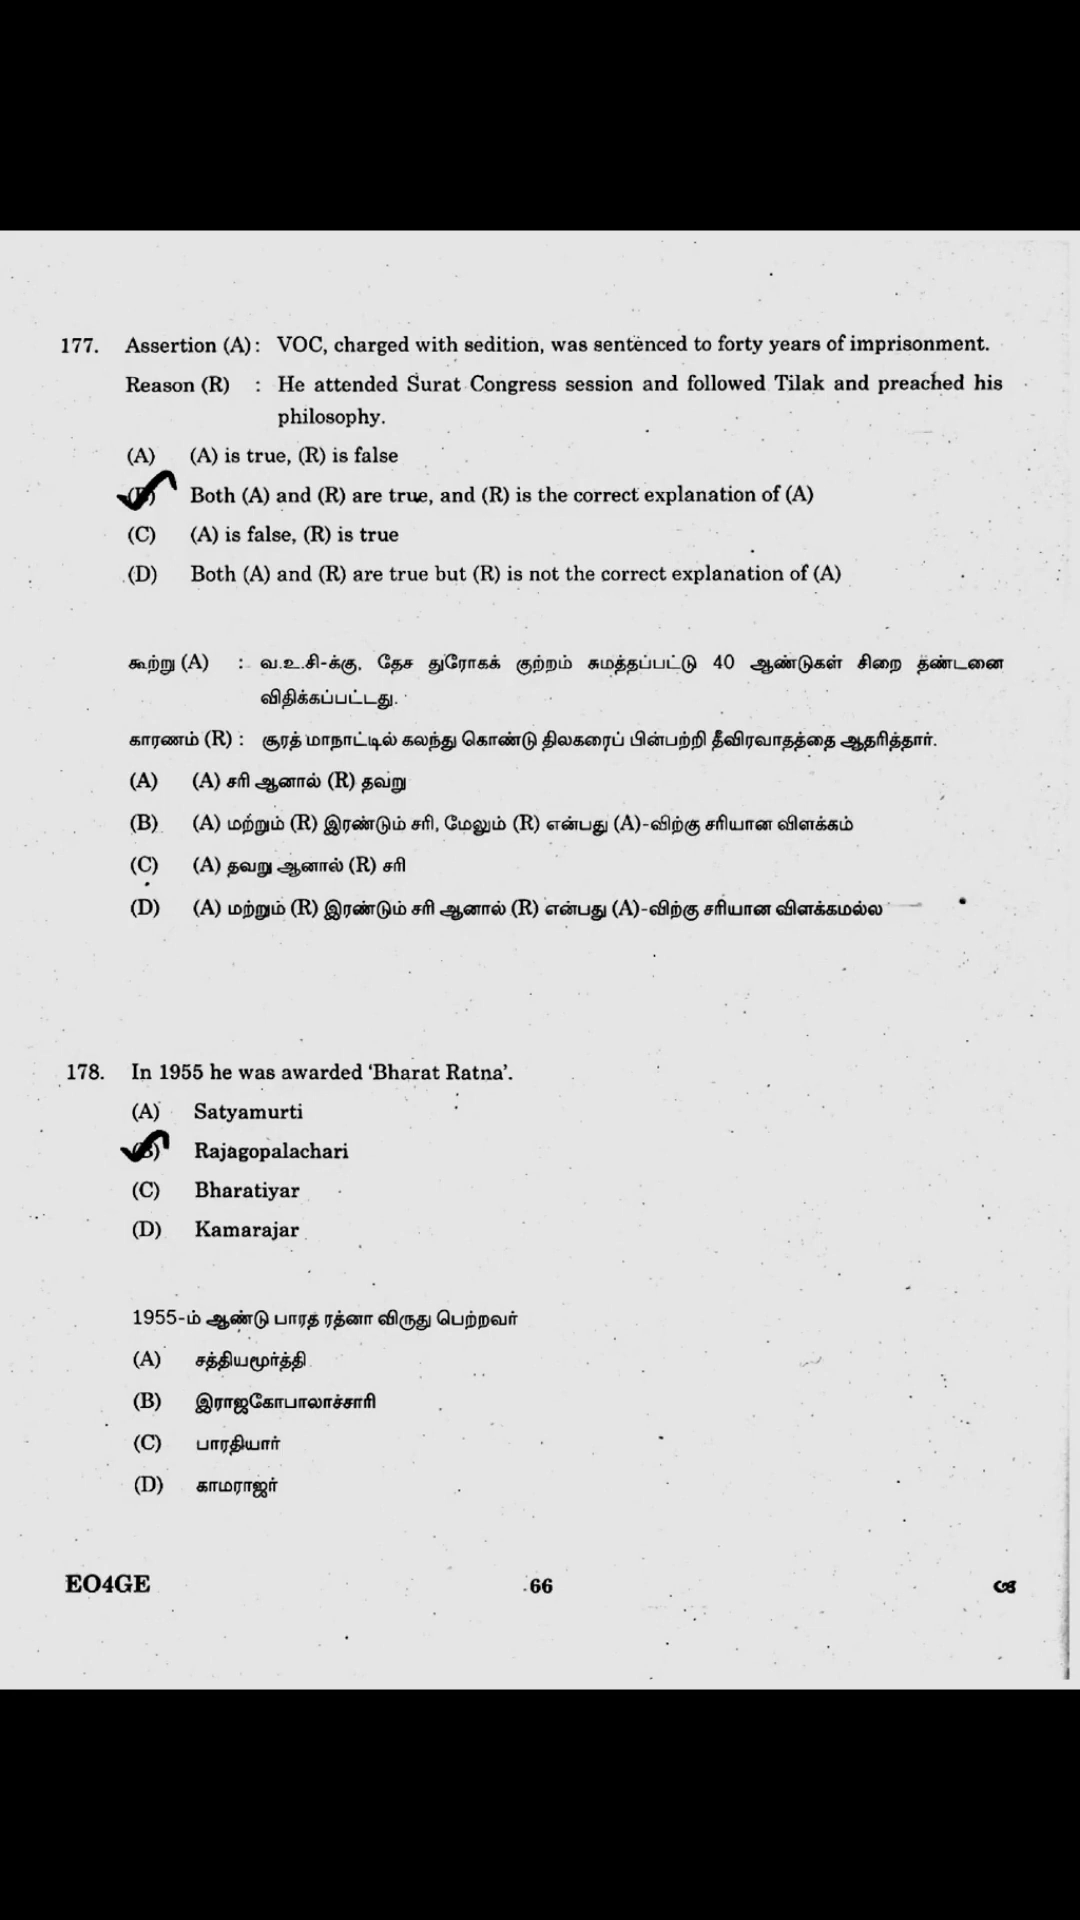 177. Assertion (A): VOC, charged with sedition, was sentenced to forty years of imprisonment.
Reason (R) : He attended Surat Congress session and followed Tilak and preached his
philosophy.
(A) (A) is true, (R) is false
(B) Both (A) and (R) are true, and (R) is the correct explanation of (A)
(C) (A) is false, (R) is true
(D) Both (A) and (R) are true but (R) is not the correct explanation of (A)
கூற்று (A) : வ.உ.சி-க்கு, தேச துரோகக் குற்றம் சுமத்தப்பட்டு 40 ஆண்டுகள் சிறை தண்டனை
விதிக்கப்பட்டது.
காரணம் (R) : சூரத் மாநாட்டில் கலந்து கொண்டு திலகரைப் பின்பற்றி தீவிரவாதத்தை ஆதரித்தார்.
(A) (A) சரி ஆனால் (R) தவறு
(B) (A) மற்றும் (R) இரண்டும் சரி, மேலும் (R) என்பது (A)-விற்கு சரியான விளக்கம்
(C) (A) தவறு ஆனால் (R) சரி
(D) (A) மற்றும் (R) இரண்டும் சரி ஆனால் (R) என்பது (A)-விற்கு சரியான விளக்கமல்ல
178. In 1955 he was awarded ‘Bharat Ratna’.
(A) Satyamurti
(B) Rajagopalachari
(C) Bharatiyar
(D) Kamarajar
1955-ம் ஆண்டு பாரத ரத்னா விருது பெற்றவர்
(A) சத்தியமூர்த்தி
(B) இராஜகோபாலாச்சாரி
(C) பாரதியார்
(D) காமராஜர்
EO4GE 66